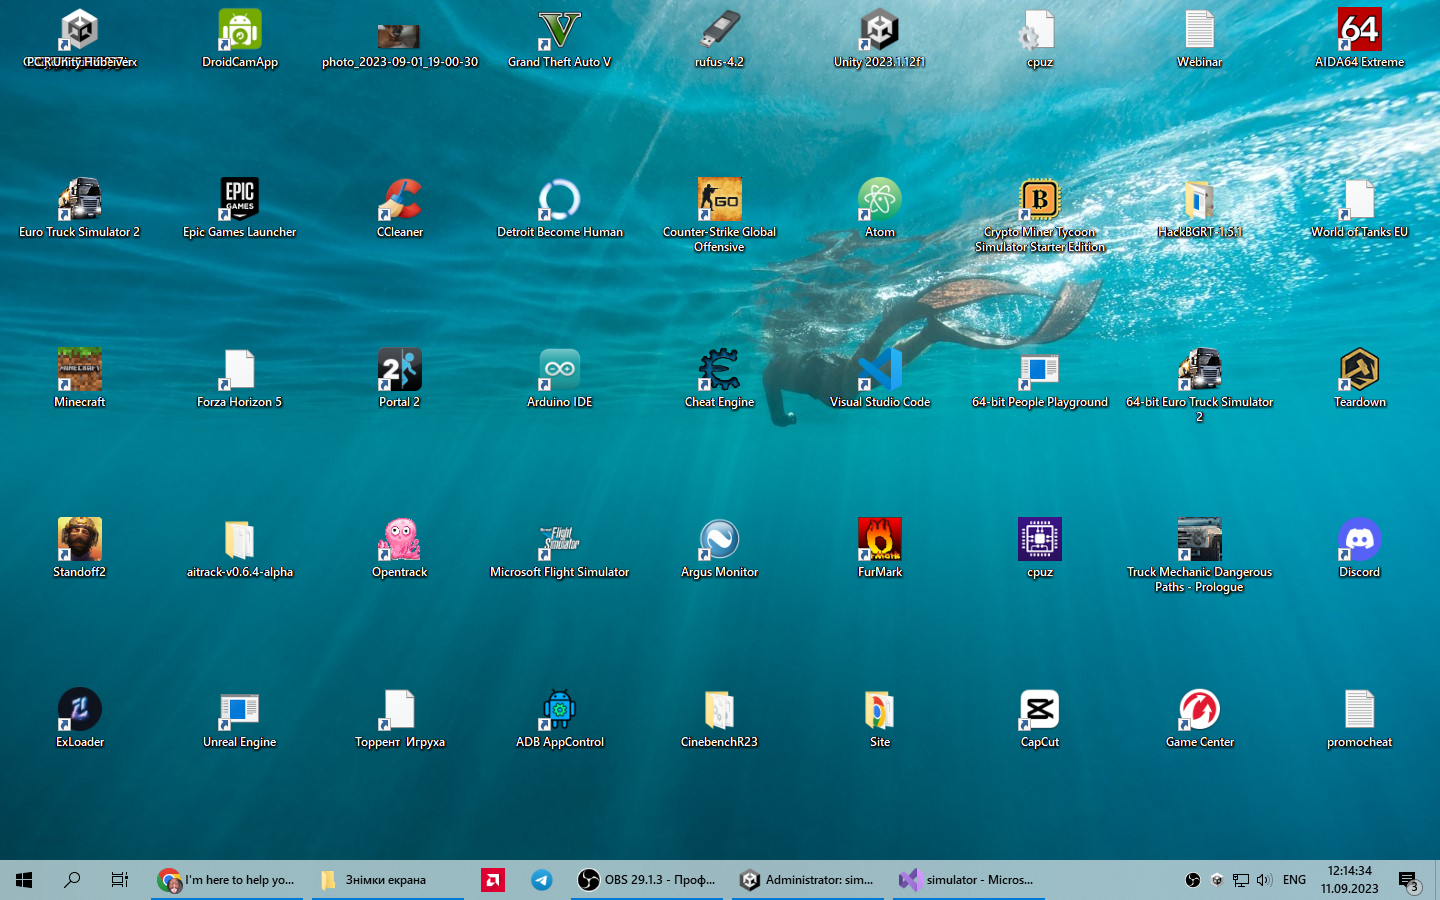 DroidCamApp
photo_2023-09-01_19-00-30
Grand Theft Auto V
rufus-4.2
Unity 2023.1.12f1
cpuz
Webinar
64
AIDA64 Extreme
Euro Truck Simulator 2
EPIC
GAMES
Epic Games Launcher
CCleaner
Detroit Become Human
GO
Counter-Strike Global
Offensive
Atom
Crypto Miner Tycoon
Simulator Starter Edition
HackBGRT-1.5.1
World of Tanks EU
MINECRAFT
Minecraft
Forza Horizon 5
2
Portal 2
Arduino IDE
Cheat Engine
Visual Studio Code
64-bit People Playground
64-bit Euro Truck Simulator
2
Teardown
Standoff2
aitrack-v0.6.4-alpha
Opentrack
Flight
Simulator
Microsoft Flight Simulator
Argus Monitor
FurMark
cpuz
Truck Mechanic Dangerous
Paths - Prologue
Discord
ExLoader
Unreal Engine
Торрент Игруха
ADB AppControl
CinebenchR23
Site
CapCut
Game Center
promocheat
I'm here to help yo...
Знімки екрана
OBS 29.1.3 - Проф...
Administrator: sim...
simulator - Micros...
ENG
12:14:34
11.09.2023
3